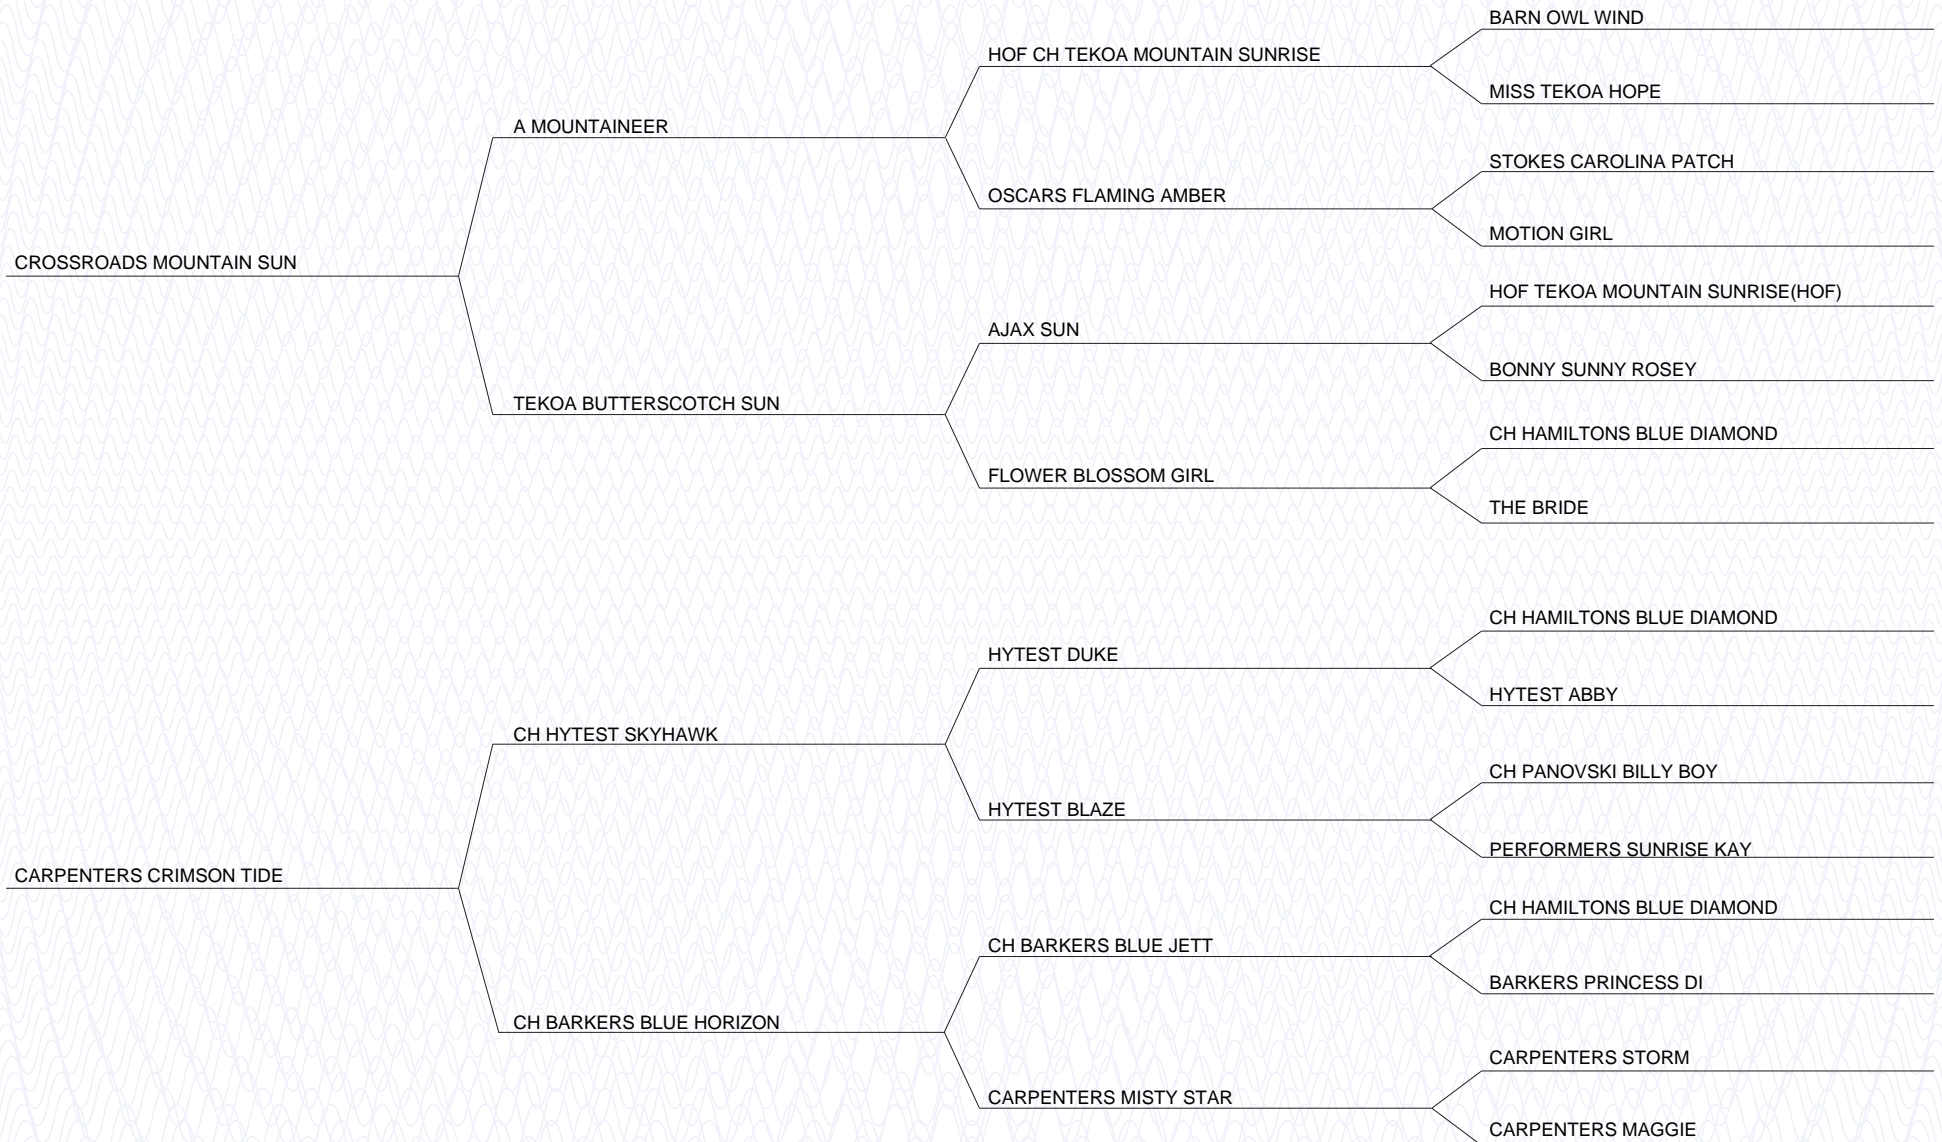 BARN OWL WIND
HOF CH TEKOA MOUNTAIN SUNRISE
MISS TEKOA HOPE
A MOUNTAINEER
STOKES CAROLINA PATCH
OSCARS FLAMING AMBER
MOTION GIRL
CROSSROADS MOUNTAIN SUN
HOF TEKOA MOUNTAIN SUNRISE(HOF)
AJAX SUN
BONNY SUNNY ROSEY
TEKOA BUTTERSCOTCH SUN
CH HAMILTONS BLUE DIAMOND
FLOWER BLOSSOM GIRL
THE BRIDE
CH HAMILTONS BLUE DIAMOND
HYTEST DUKE
HYTEST ABBY
CH HYTEST SKYHAWK
CH PANOVSKI BILLY BOY
HYTEST BLAZE
PERFORMERS SUNRISE KAY
CARPENTERS CRIMSON TIDE
CH HAMILTONS BLUE DIAMOND
CH BARKERS BLUE JETT
BARKERS PRINCESS DI
CH BARKERS BLUE HORIZON
CARPENTERS STORM
CARPENTERS MISTY STAR
CARPENTERS MAGGIE